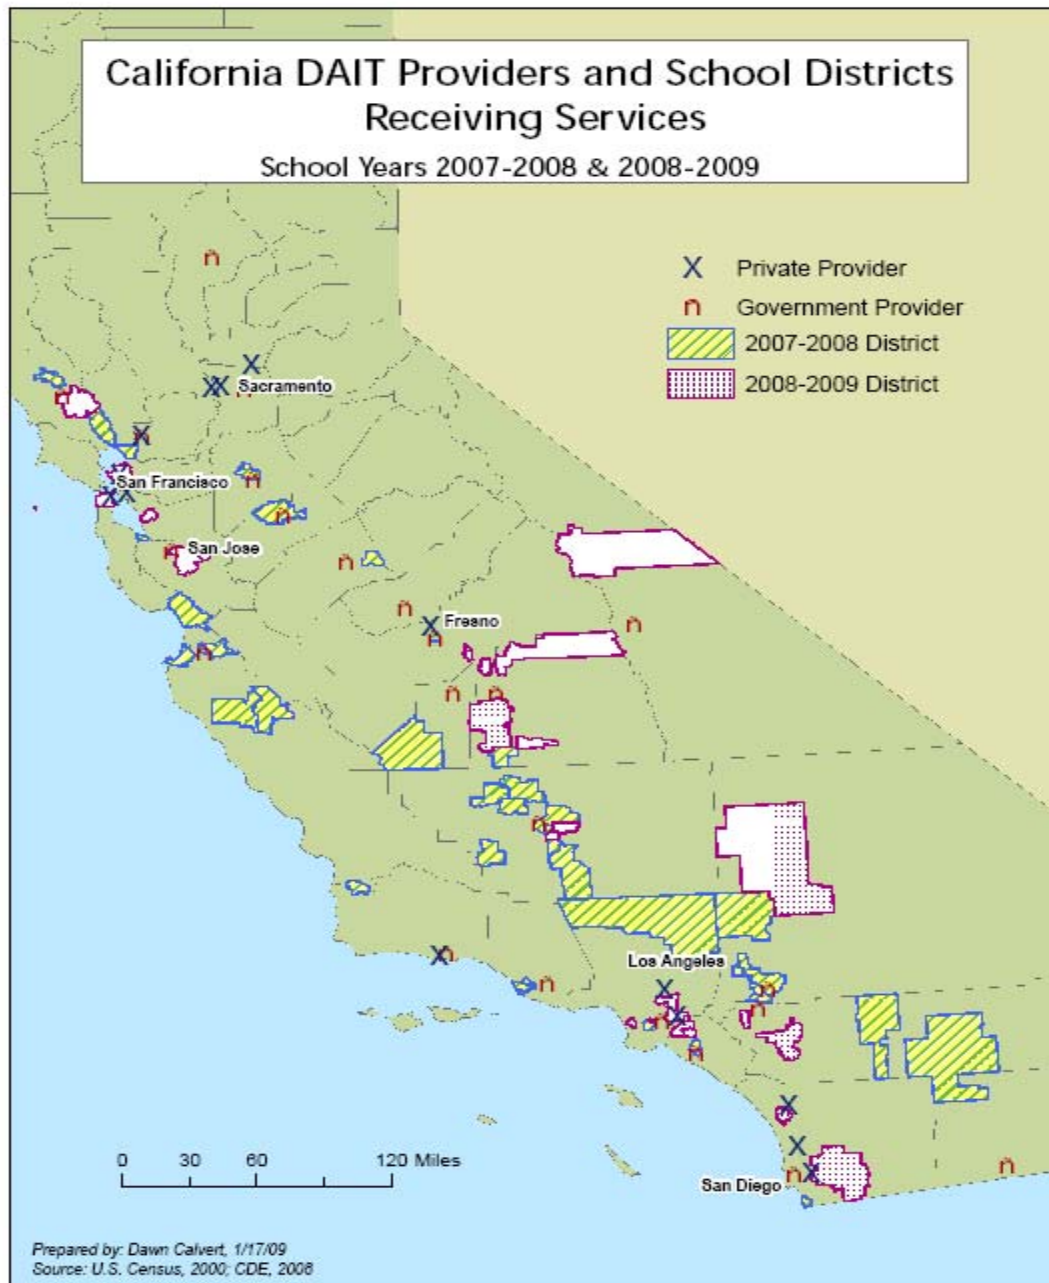 California DAIT Providers and School Districts
Receiving Services
School Years 2007-2008 & 2008-2009
X Private Provider
ñ Government Provider
2007-2008 District
2008-2009 District
Sacramento
San Francisco
San Jose
Fresno
Los Angeles
San Diego
0 30 60 120 Miles
Prepared by: Dawn Calvert, 1/17/09
Source: U.S. Census, 2000; CDE, 2008